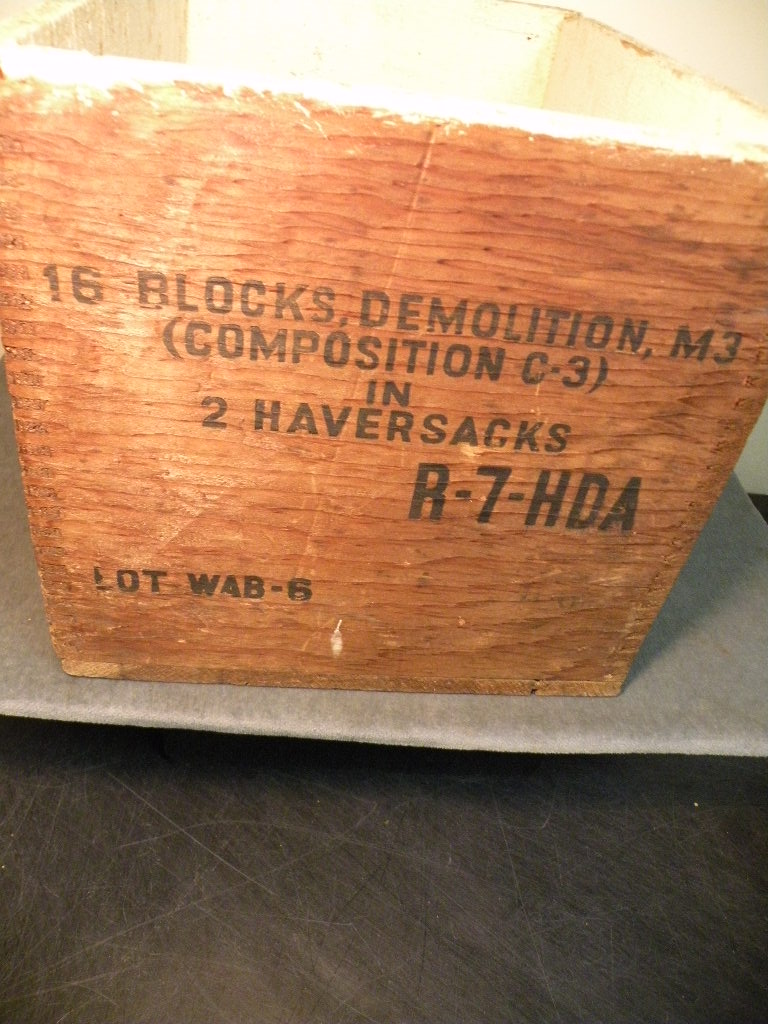 16 BLOCKS, DEMOLITION, M3
(COMPOSITION C-3)
IN
2 HAVERSACKS
R-7-HDA
LOT WAB-6